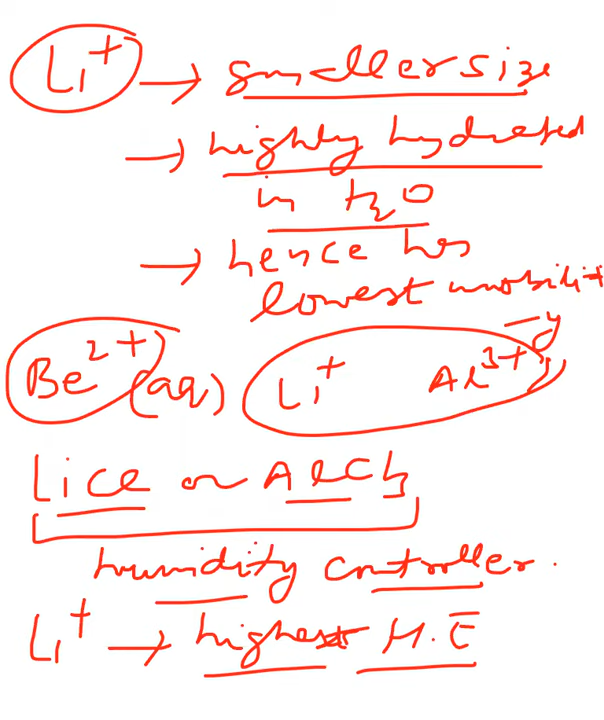 Li⁺ → smaller size
→ highly hydrated
in H₂O
→ hence has
lowest mobilit
–y
Be²⁺(aq) Li⁺ Al³⁺
LiCl or AlCl₃
humidity controller.
Li⁺ → highest H.E